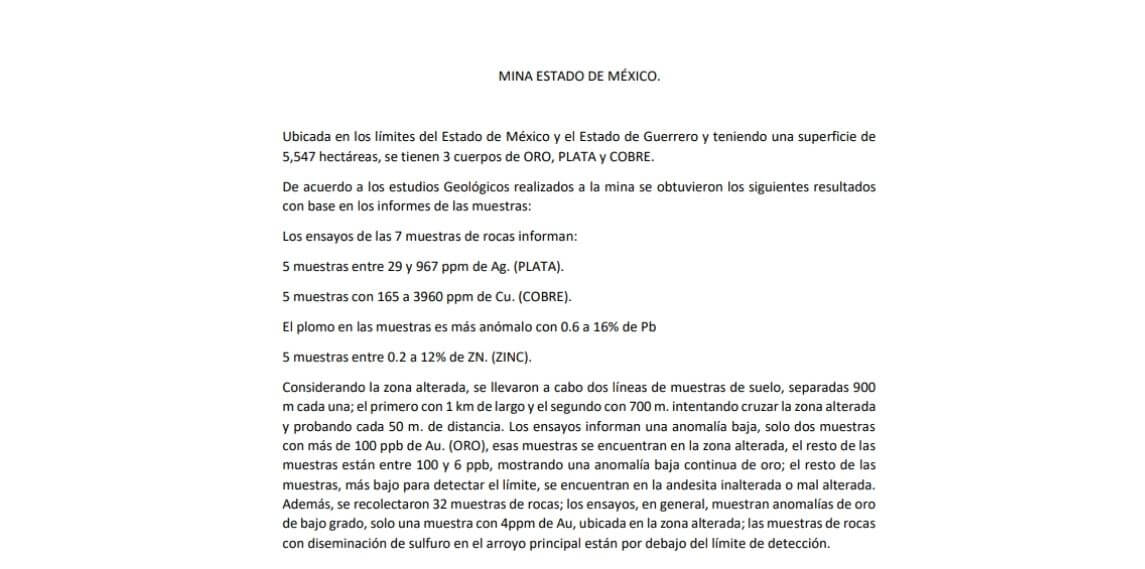 MINA ESTADO DE MÉXICO.
Ubicada en los límites del Estado de México y el Estado de Guerrero y teniendo una superficie de
5,547 hectáreas, se tienen 3 cuerpos de ORO, PLATA y COBRE.
De acuerdo a los estudios Geológicos realizados a la mina se obtuvieron los siguientes resultados
con base en los informes de las muestras:
Los ensayos de las 7 muestras de rocas informan:
5 muestras entre 29 y 967 ppm de Ag. (PLATA).
5 muestras con 165 a 3960 ppm de Cu. (COBRE).
El plomo en las muestras es más anómalo con 0.6 a 16% de Pb
5 muestras entre 0.2 a 12% de ZN. (ZINC).
Considerando la zona alterada, se llevaron a cabo dos líneas de muestras de suelo, separadas 900
m cada una; el primero con 1 km de largo y el segundo con 700 m. intentando cruzar la zona alterada
y probando cada 50 m. de distancia. Los ensayos informan una anomalía baja, solo dos muestras
con más de 100 ppb de Au. (ORO), esas muestras se encuentran en la zona alterada, el resto de las
muestras están entre 100 y 6 ppb, mostrando una anomalía baja continua de oro; el resto de las
muestras, más bajo para detectar el límite, se encuentran en la andesita inalterada o mal alterada.
Además, se recolectaron 32 muestras de rocas; los ensayos, en general, muestran anomalías de oro
de bajo grado, solo una muestra con 4ppm de Au, ubicada en la zona alterada; las muestras de rocas
con diseminación de sulfuro en el arroyo principal están por debajo del límite de detección.